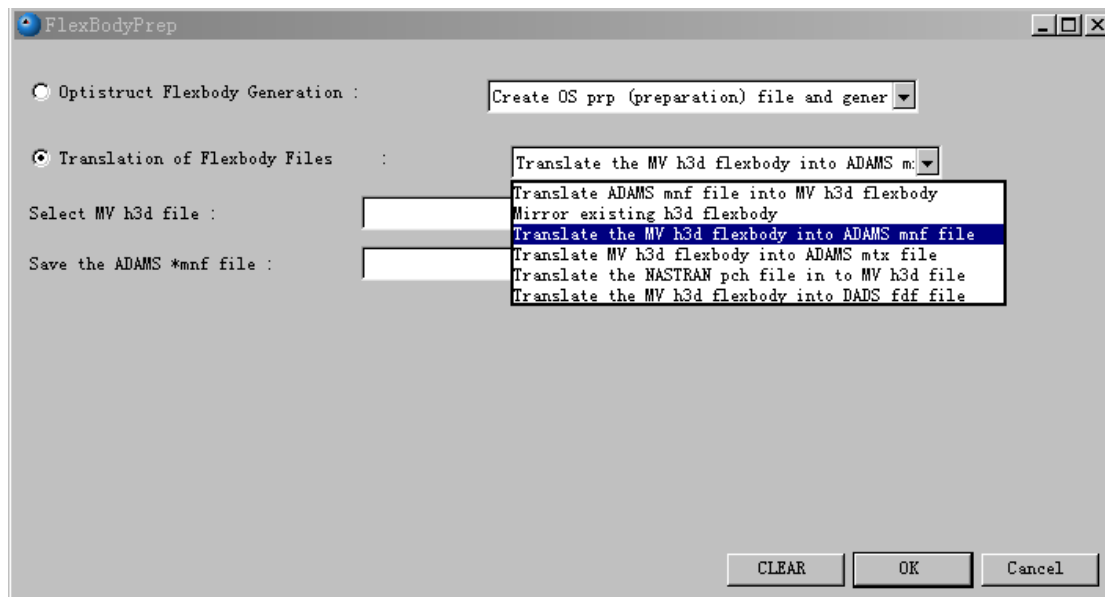 FlexBodyPrep
Optistruct Flexbody Generation :
Create OS prp (preparation) file and gener
Translation of Flexbody Files :
Translate the MV h3d flexbody into ADAMS m
Translate ADAMS mnf file into MV h3d flexbody
Select MV h3d file :
Mirror existing h3d flexbody
Translate the MV h3d flexbody into ADAMS mnf file
Translate MV h3d flexbody into ADAMS mtx file
Save the ADAMS *mnf file :
Translate the NASTRAN pch file in to MV h3d file
Translate the MV h3d flexbody into DADS fdf file
CLEAR
OK
Cancel